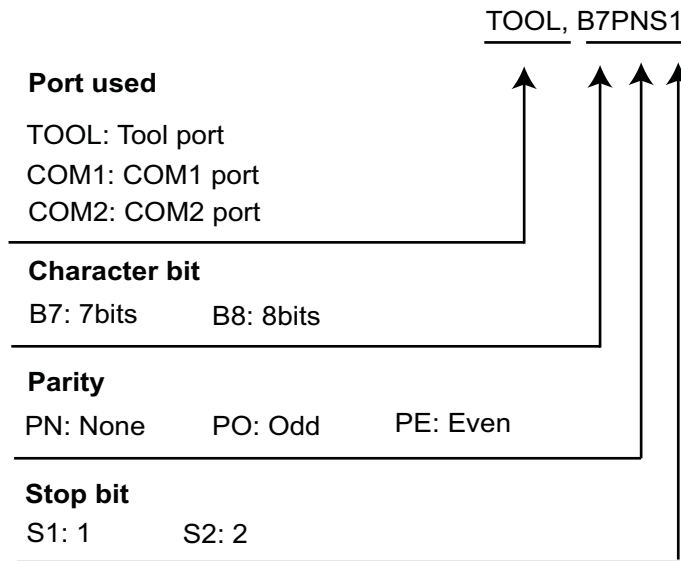 TOOL, B7PNS1
Port used
TOOL: Tool port
COM1: COM1 port
COM2: COM2 port
Character bit
B7: 7bits B8: 8bits
Parity
PN: None PO: Odd PE: Even
Stop bit
S1: 1 S2: 2